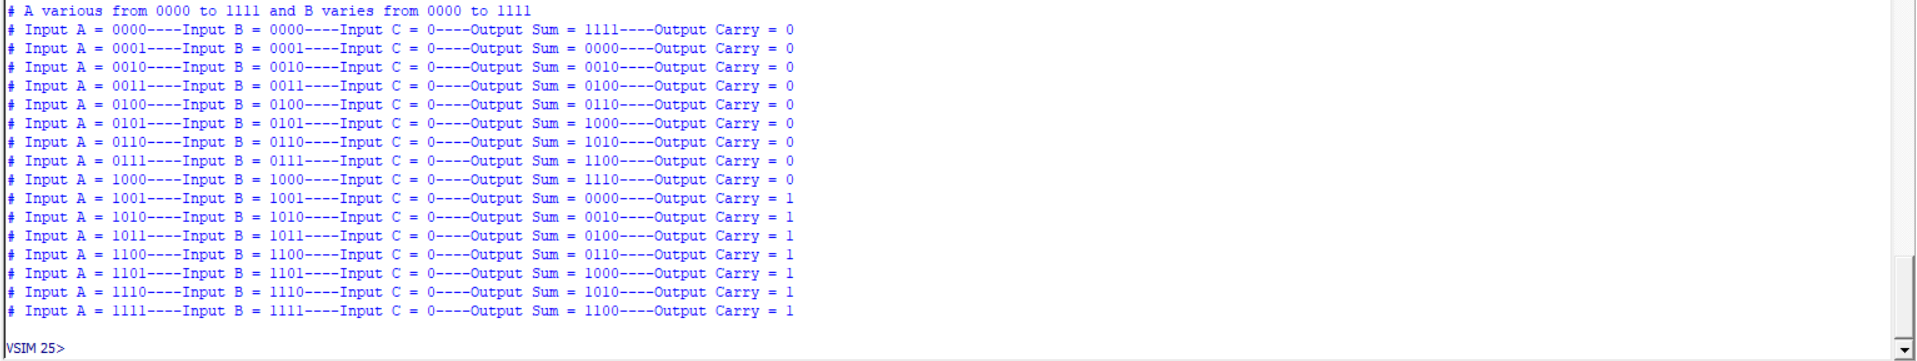 # A various from 0000 to 1111 and B varies from 0000 to 1111
# Input A = 0000----Input B = 0000----Input C = 0----Output Sum = 1111----Output Carry = 0
# Input A = 0001----Input B = 0001----Input C = 0----Output Sum = 0000----Output Carry = 0
# Input A = 0010----Input B = 0010----Input C = 0----Output Sum = 0010----Output Carry = 0
# Input A = 0011----Input B = 0011----Input C = 0----Output Sum = 0100----Output Carry = 0
# Input A = 0100----Input B = 0100----Input C = 0----Output Sum = 0110----Output Carry = 0
# Input A = 0101----Input B = 0101----Input C = 0----Output Sum = 1000----Output Carry = 0
# Input A = 0110----Input B = 0110----Input C = 0----Output Sum = 1010----Output Carry = 0
# Input A = 0111----Input B = 0111----Input C = 0----Output Sum = 1100----Output Carry = 0
# Input A = 1000----Input B = 1000----Input C = 0----Output Sum = 1110----Output Carry = 0
# Input A = 1001----Input B = 1001----Input C = 0----Output Sum = 0000----Output Carry = 1
# Input A = 1010----Input B = 1010----Input C = 0----Output Sum = 0010----Output Carry = 1
# Input A = 1011----Input B = 1011----Input C = 0----Output Sum = 0100----Output Carry = 1
# Input A = 1100----Input B = 1100----Input C = 0----Output Sum = 0110----Output Carry = 1
# Input A = 1101----Input B = 1101----Input C = 0----Output Sum = 1000----Output Carry = 1
# Input A = 1110----Input B = 1110----Input C = 0----Output Sum = 1010----Output Carry = 1
# Input A = 1111----Input B = 1111----Input C = 0----Output Sum = 1100----Output Carry = 1
VSIM 25>